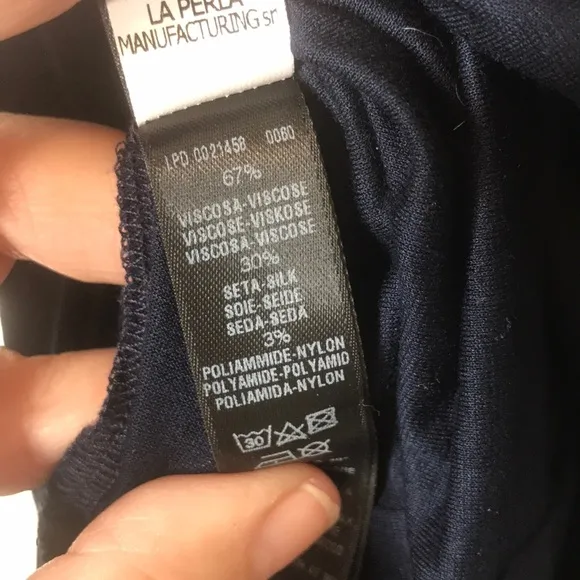 LA PERLA
MANUFACTURING sr
LPD 0021458 0060
67%
VISCOSA-VISCOSE
VISCOSE-VISKOSE
VISCOSA-VISCOSE
30%
SETA-SILK
SOIE-SEIDE
SEDA-SEDA
3%
POLIAMMIDE-NYLON
POLYAMIDE-POLYAMID
POLIAMIDA-NYLON
30